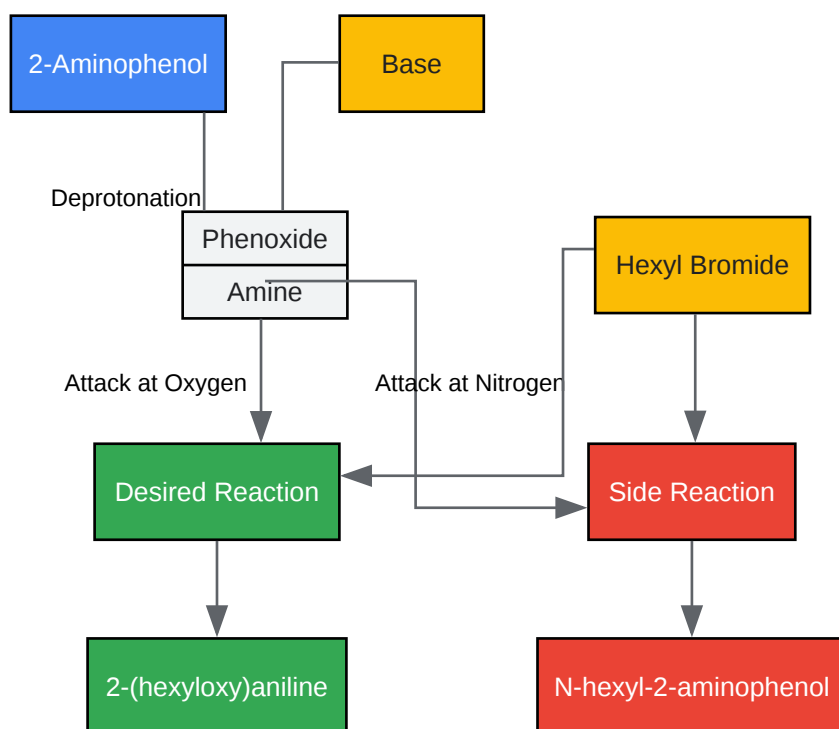 2-Aminophenol
Base
Deprotonation
Phenoxide
Amine
Hexyl Bromide
Attack at Oxygen
Attack at Nitrogen
Desired Reaction
Side Reaction
2-(hexyloxy)aniline
N-hexyl-2-aminophenol